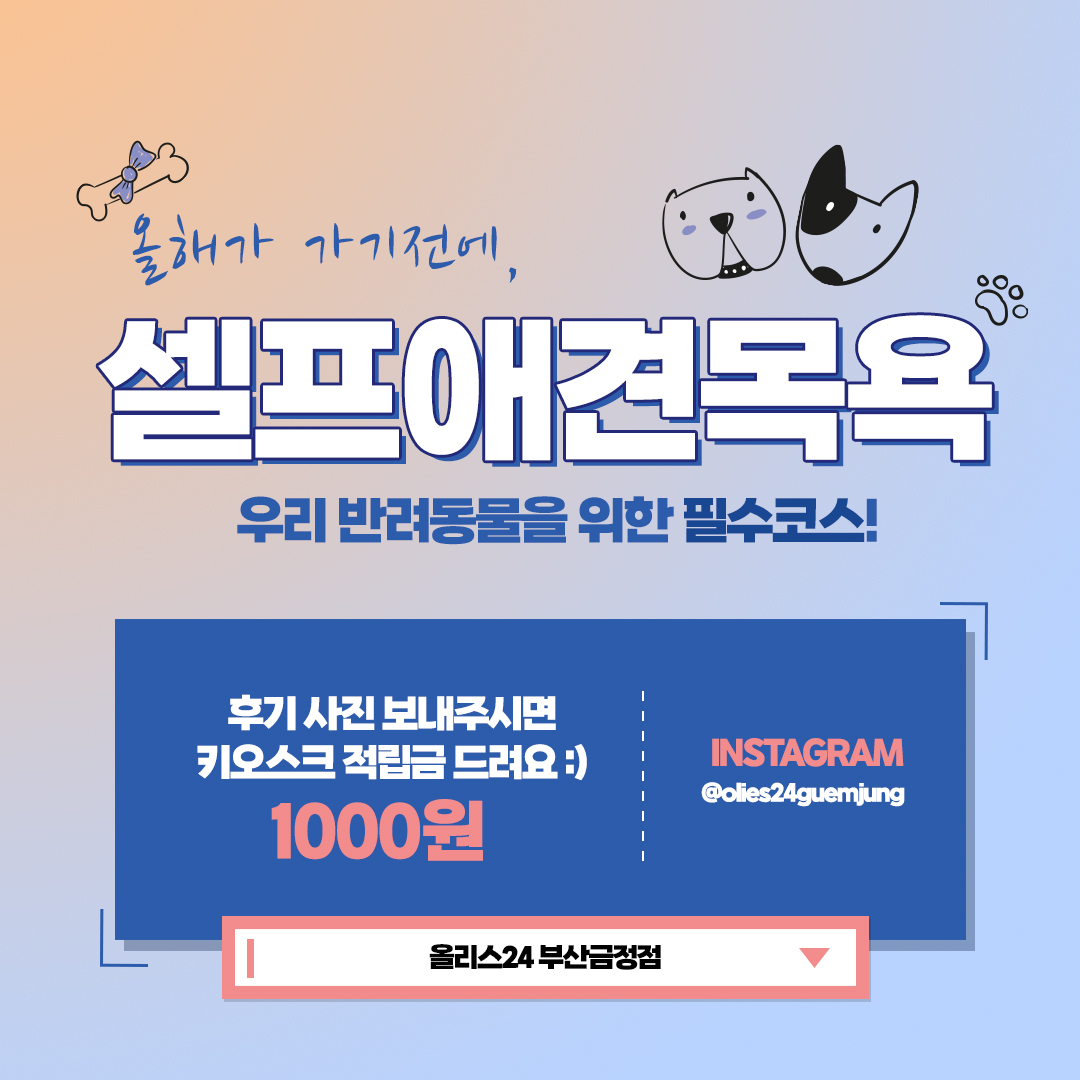 올해가 가기전에,
셀프애견목욕
우리 반려동물을 위한 필수코스!
후기 사진 보내주시면
키오스크 적립금 드려요 :)
1000원
INSTAGRAM
@olies24guemjung
올리스24 부산금정점